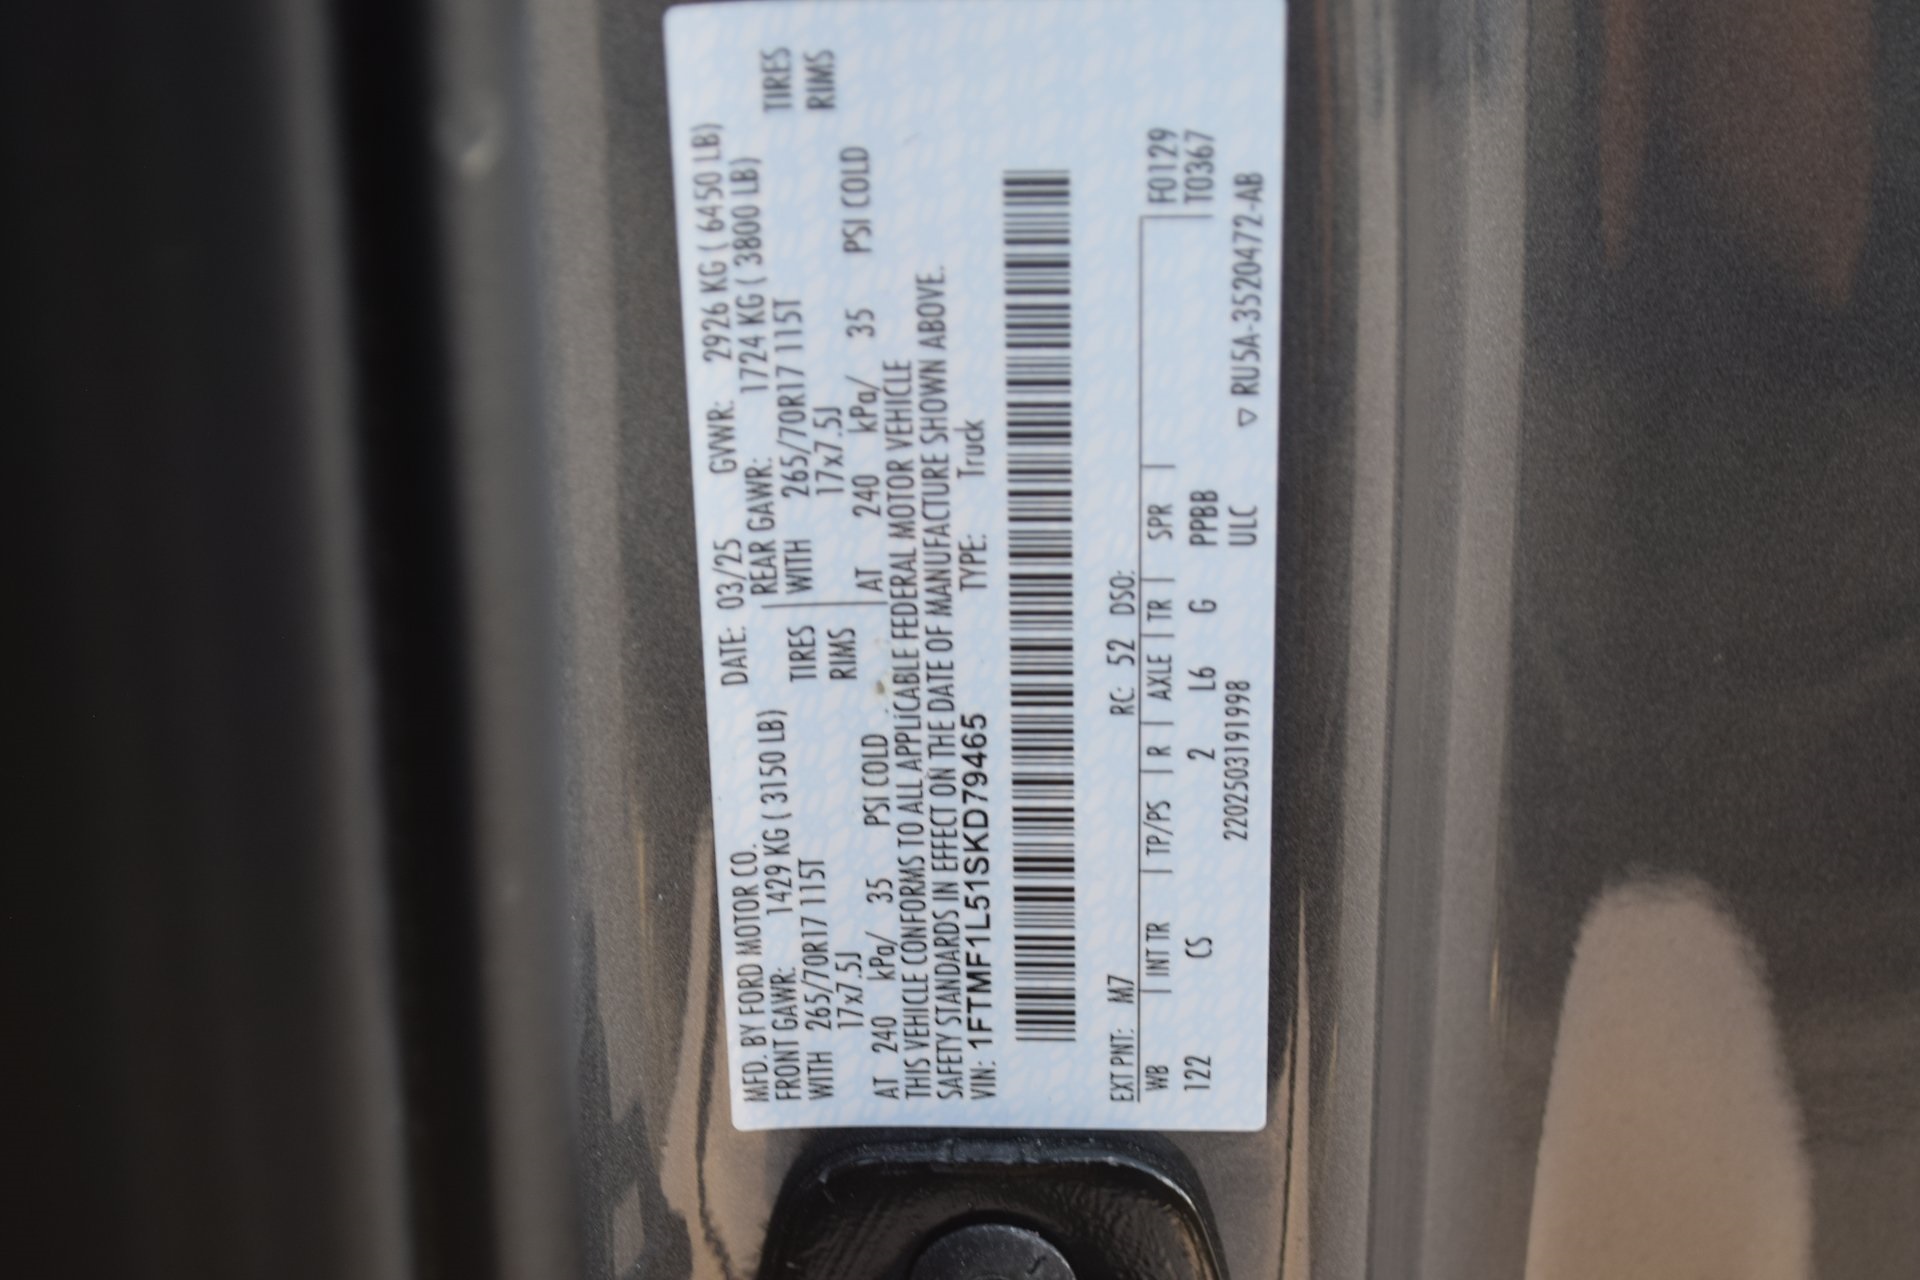 MFD. BY FORD MOTOR CO.
DATE: 03/25 GVWR: 2926 KG ( 6450 LB)
FRONT GAWR: 1429 KG ( 3150 LB) REAR GAWR: 1724 KG ( 3800 LB)
WITH 265/70R17 115T TIRES WITH 265/70R17 115T TIRES
17x7.5J RIMS 17x7.5J RIMS
AT 240 kPa/ 35 PSI COLD AT 240 kPa/ 35 PSI COLD
THIS VEHICLE CONFORMS TO ALL APPLICABLE FEDERAL MOTOR VEHICLE
SAFETY STANDARDS IN EFFECT ON THE DATE OF MANUFACTURE SHOWN ABOVE.
VIN: 1FTMF1L51SKD79465 TYPE: Truck
EXT PNT: M7 RC: 52 DSO:
WB | INT TR | TP/PS | R | AXLE | TR | SPR | F0129
122 CS 2 L6 G PPBB T0367
2202503191998 ULC ▽ RU5A-3520472-AB